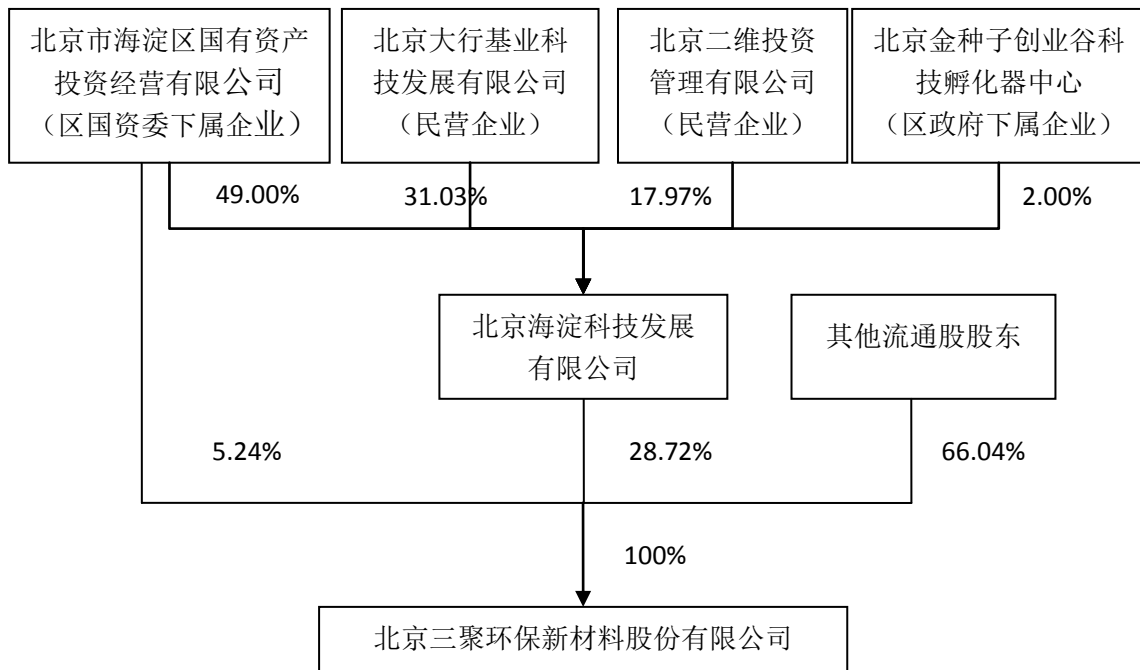 北京市海淀区国有资产
投资经营有限公司
（区国资委下属企业）
北京大行基业科
技发展有限公司
（民营企业）
北京二维投资
管理有限公司
（民营企业）
北京金种子创业谷科
技孵化器中心
（区政府下属企业）
49.00%
31.03%
17.97%
2.00%
北京海淀科技发展
有限公司
其他流通股股东
5.24%
28.72%
66.04%
100%
北京三聚环保新材料股份有限公司